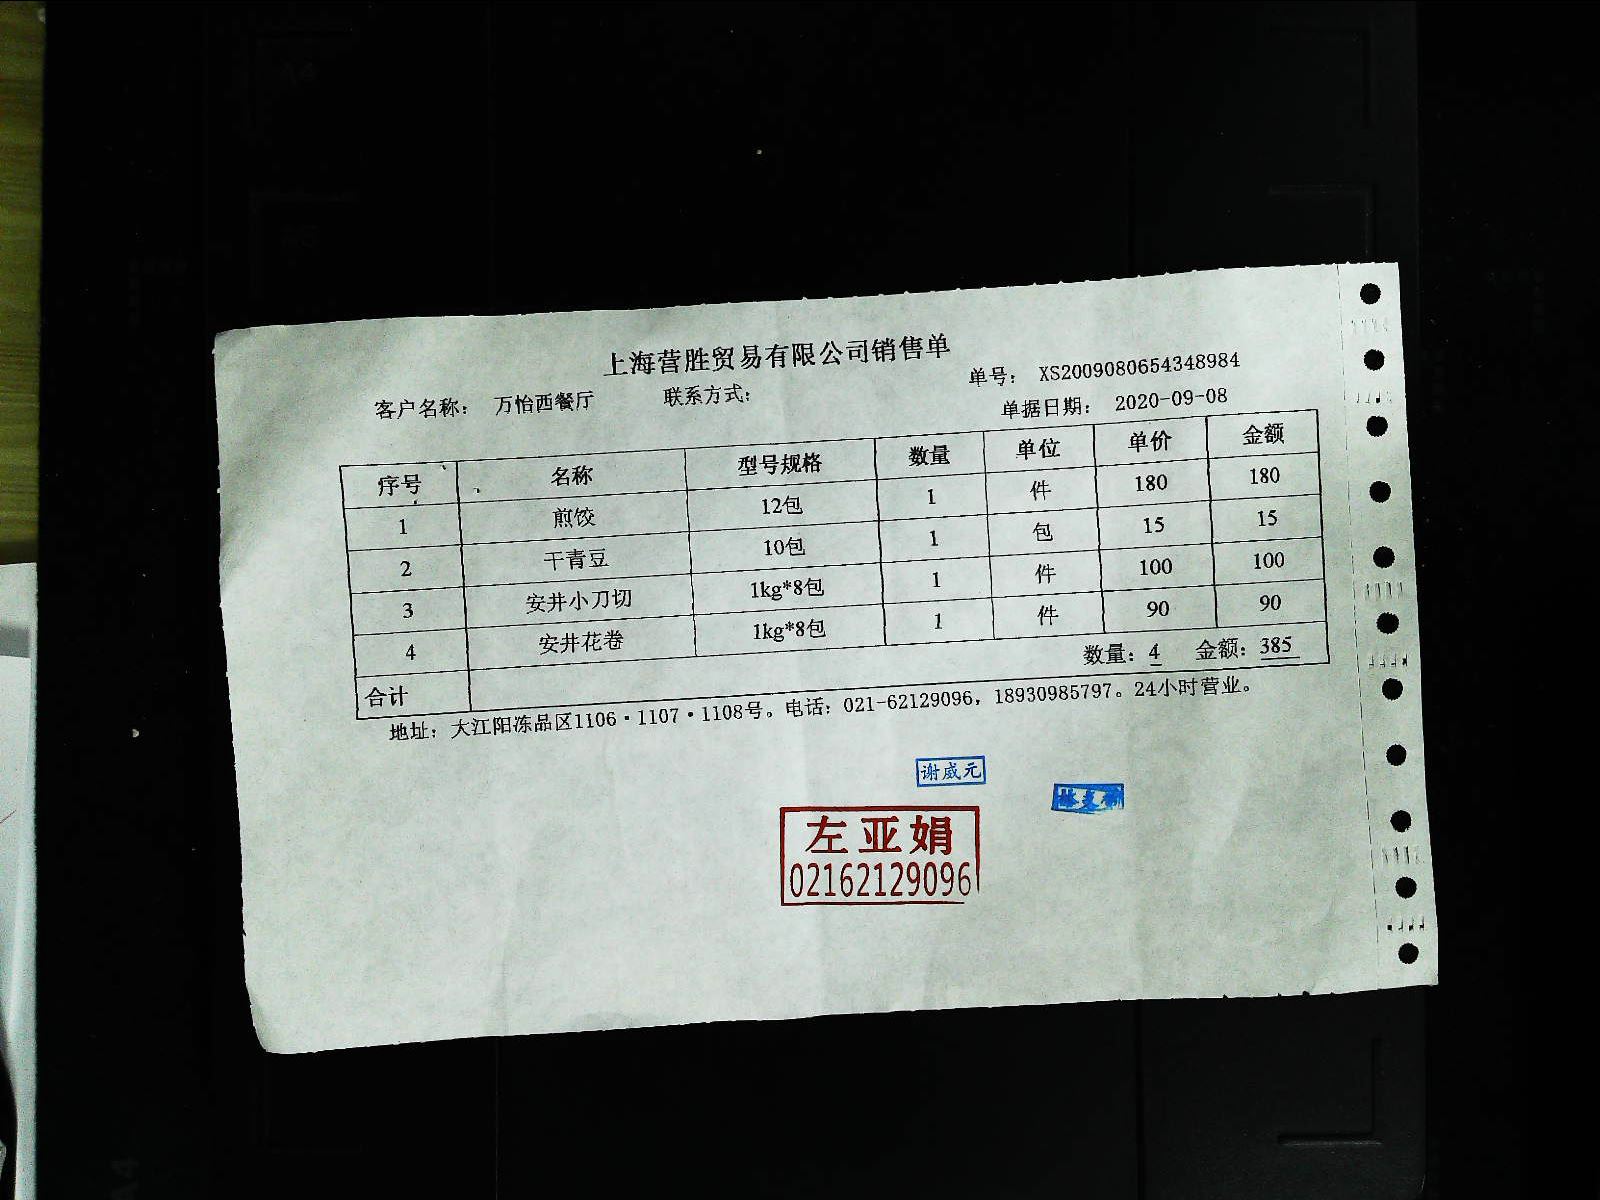 上海营胜贸易有限公司销售单
客户名称： 万怡西餐厅 联系方式： 单号： XS2009080654348984
单据日期： 2020-09-08
序号 名称 型号规格 数量 单位 单价 金额
1 煎饺 12包 1 件 180 180
2 干青豆 10包 1 包 15 15
3 安井小刀切 1kg*8包 1 件 100 100
4 安井花卷 1kg*8包 1 件 90 90
合计 数量：4 金额：385
地址：大江阳冻品区1106·1107·1108号。电话：021-62129096，18930985797。24小时营业。
谢威元
左亚娟
02162129096